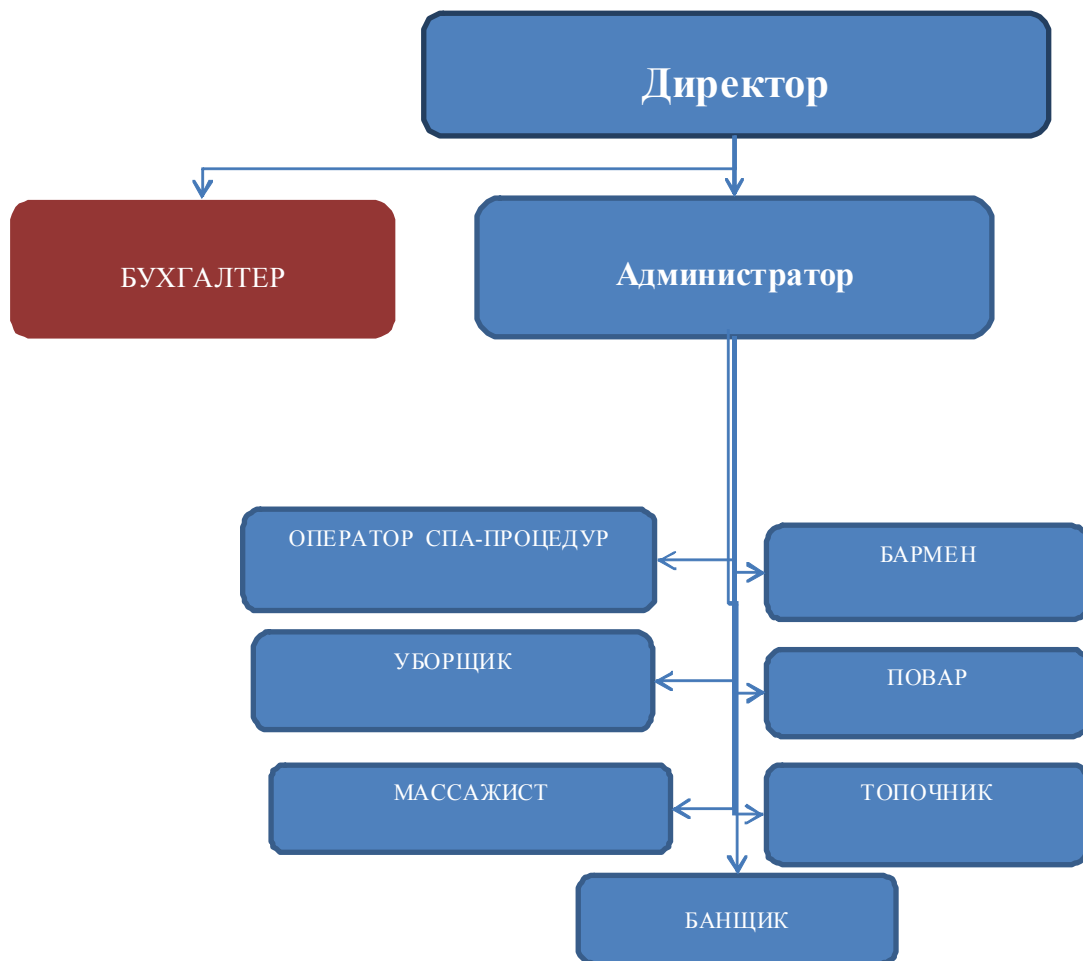 Директор
БУХГАЛТЕР
Администратор
ОПЕРАТОР СПА-ПРОЦЕДУР
БАРМЕН
УБОРЩИК
ПОВАР
МАССАЖИСТ
ТОПОЧНИК
БАНЩИК